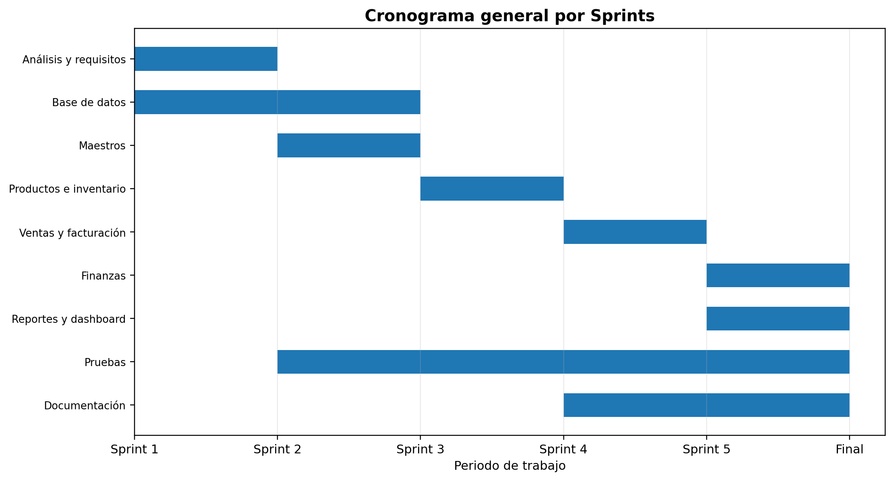 Cronograma general por Sprints
Análisis y requisitos
Base de datos
Maestros
Productos e inventario
Ventas y facturación
Finanzas
Reportes y dashboard
Pruebas
Documentación
Sprint 1 Sprint 2 Sprint 3 Sprint 4 Sprint 5 Final
Periodo de trabajo